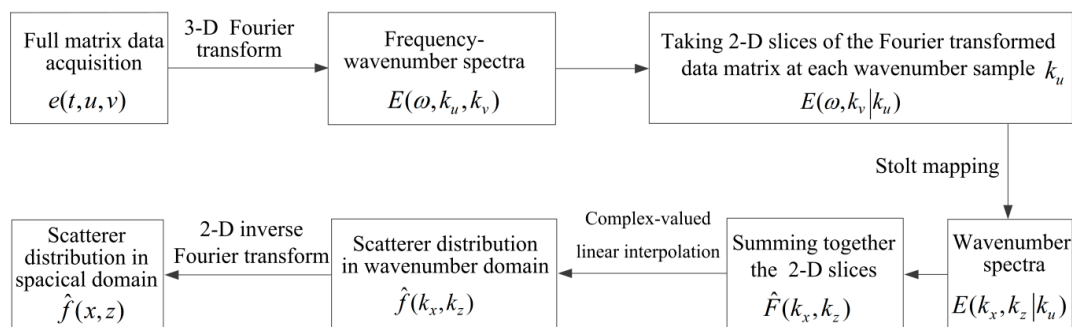 Full matrix data
acquisition
e(t,u,v)
3-D Fourier
transform
Frequency-
wavenumber spectra
E(ω,k_u,k_v)
Taking 2-D slices of the Fourier transformed
data matrix at each wavenumber sample k_u
E(ω,k_v|k_u)
Stolt mapping
Wavenumber
spectra
E(k_x,k_z|k_u)
Summing together
the 2-D slices
F̂(k_x,k_z)
Complex-valued
linear interpolation
Scatterer distribution
in wavenumber domain
f̂(k_x,k_z)
2-D inverse
Fourier transform
Scatterer
distribution in
spacical domain
f̂(x,z)